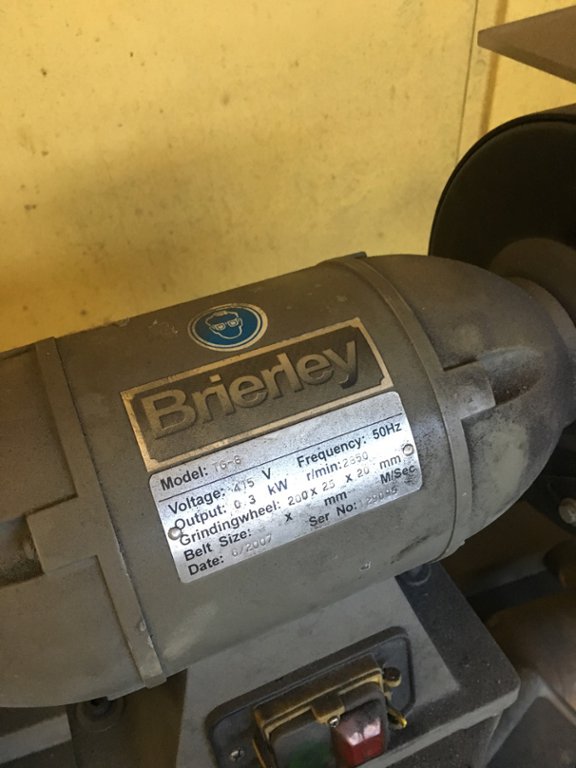 Brierley
Model: TG-8
Voltage: 415 V Frequency: 50Hz
Output: 0.3 kW r/min: 2850
Grindingwheel: 200 x 25 x 20 mm
Belt Size: x mm M/Sec
Date: 6/2007 Ser No: